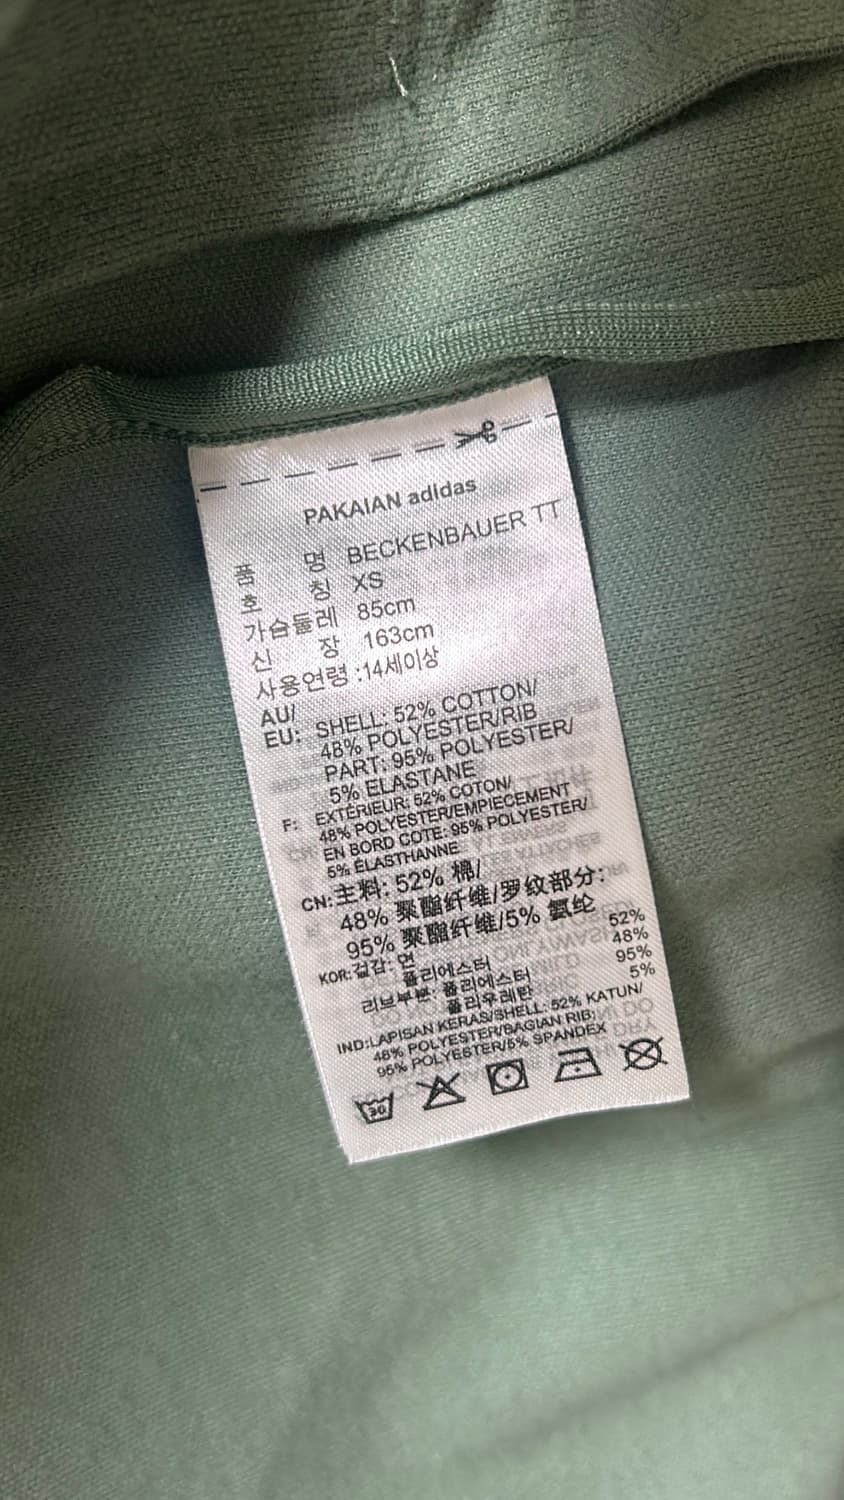 PAKAIAN adidas
품 명 BECKENBAUER TT
호 칭 XS
가슴둘레 85cm
신 장 163cm
사용연령 :14세이상
AU/
EU: SHELL: 52% COTTON/
48% POLYESTER/RIB
PART: 95% POLYESTER/
5% ELASTANE
F: EXTÉRIEUR: 52% COTON/
48% POLYESTER/EMPIECEMENT
EN BORD COTE: 95% POLYESTER/
5% ÉLASTHANNE
CN: 主料: 52% 棉/
48% 聚酯纤维/罗纹部分:
95% 聚酯纤维/5% 氨纶
KOR: 겉감: 면 52%
폴리에스터 48%
리브부분: 폴리에스터 95%
폴리우레탄 5%
IND:LAPISAN KERAS/SHELL: 52% KATUN/
48% POLYESTER/BAGIAN RIB:
95% POLYESTER/5% SPANDEX
30